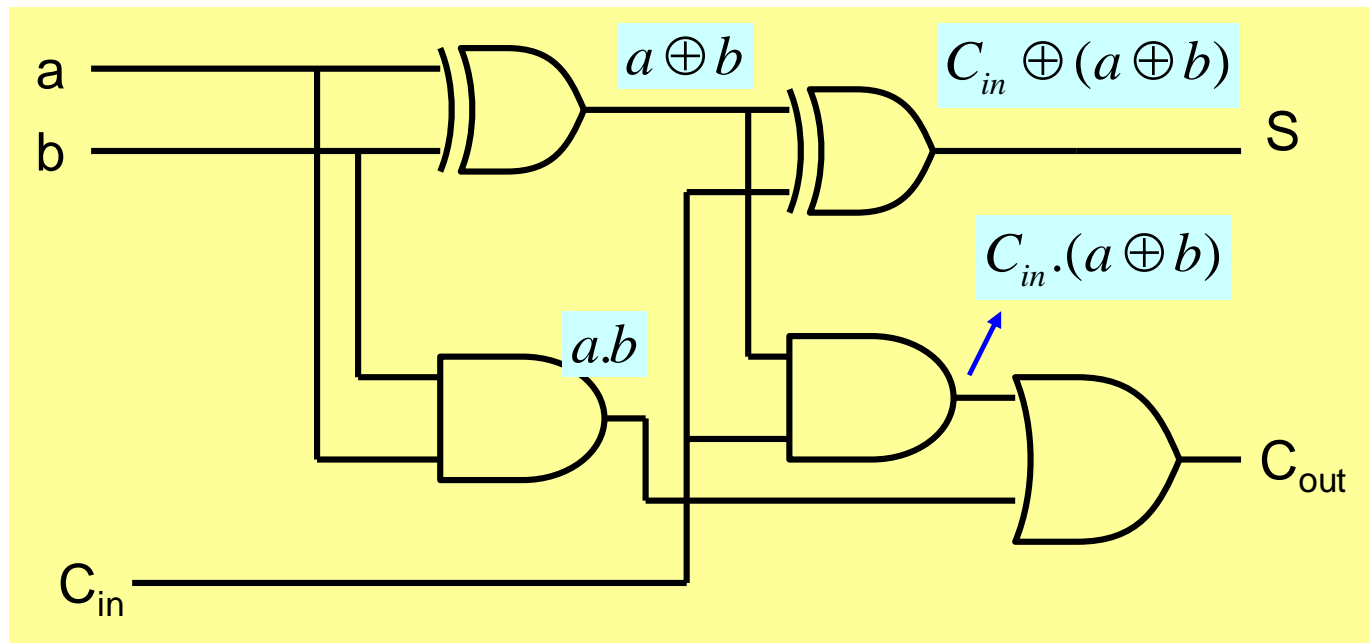 a
b
a ⊕ b
C_in ⊕ (a ⊕ b)
S
C_in.(a ⊕ b)
a.b
C_out
C_in